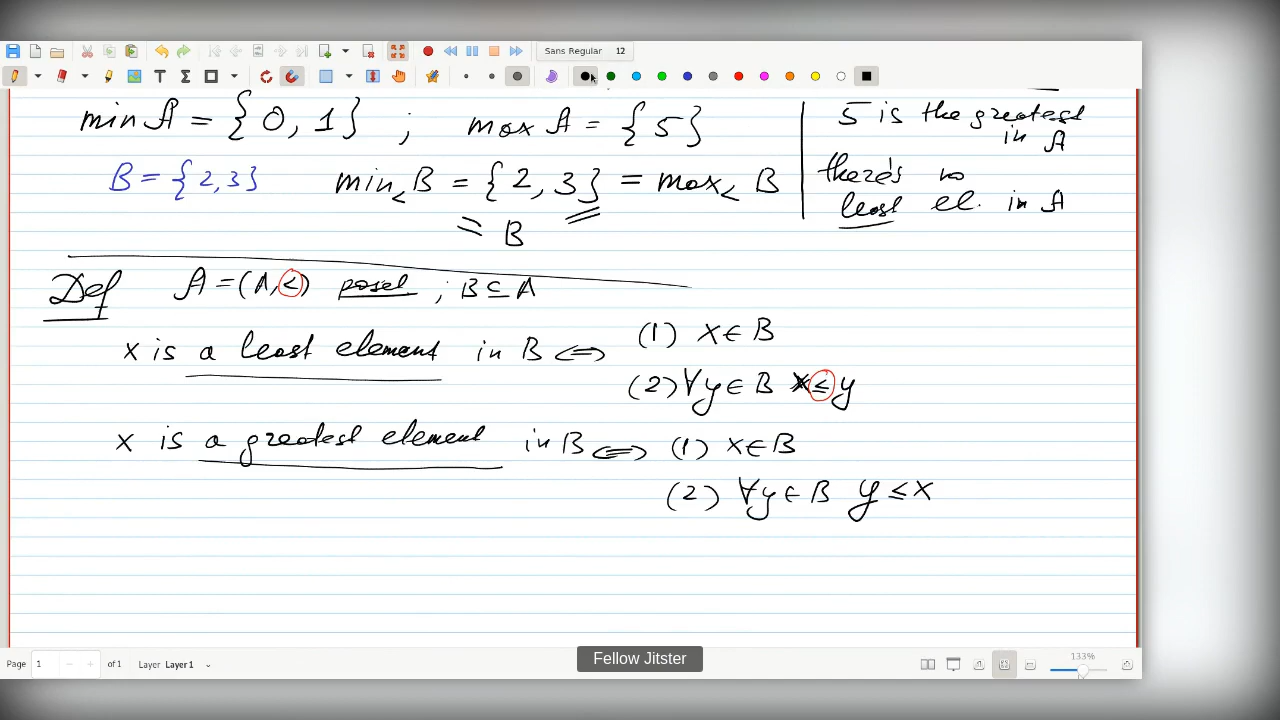 Sans Regular 12
min A = {0, 1} ; max A = {5}
5 is the greatest in A
B = {2,3} min< B = {2, 3} = max< B
= B
there's no least el. in A
Def A = (A, <) poset ; B ⊆ A
x is a least element in B ⟺ (1) x ∈ B
(2) ∀y ∈ B x ≤ y
x is a greatest element in B ⟺ (1) x ∈ B
(2) ∀y ∈ B y ≤ x
Fellow Jitster
Page 1 of 1 Layer Layer 1 133%